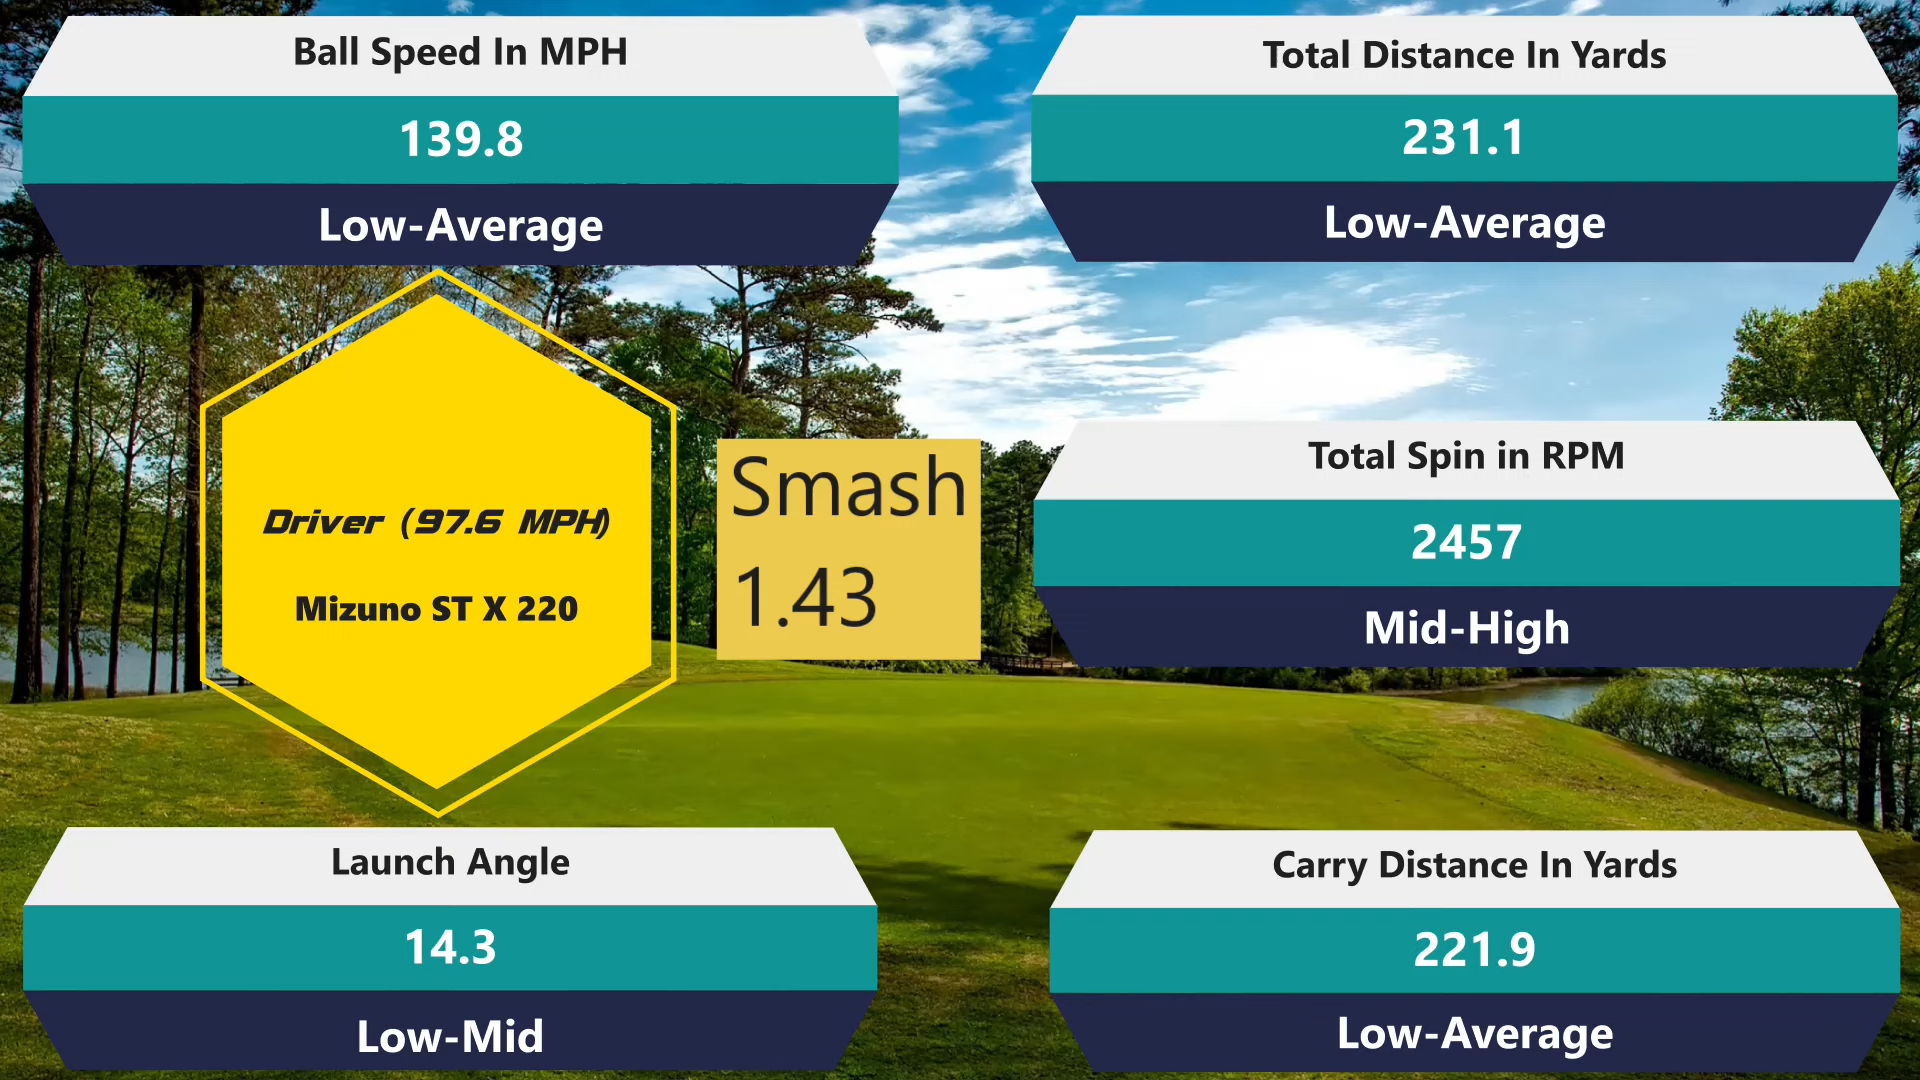 Ball Speed In MPH
139.8
Low-Average
Total Distance In Yards
231.1
Low-Average
Driver (97.6 MPH)
Mizuno ST X 220
Smash
1.43
Total Spin in RPM
2457
Mid-High
Launch Angle
14.3
Low-Mid
Carry Distance In Yards
221.9
Low-Average